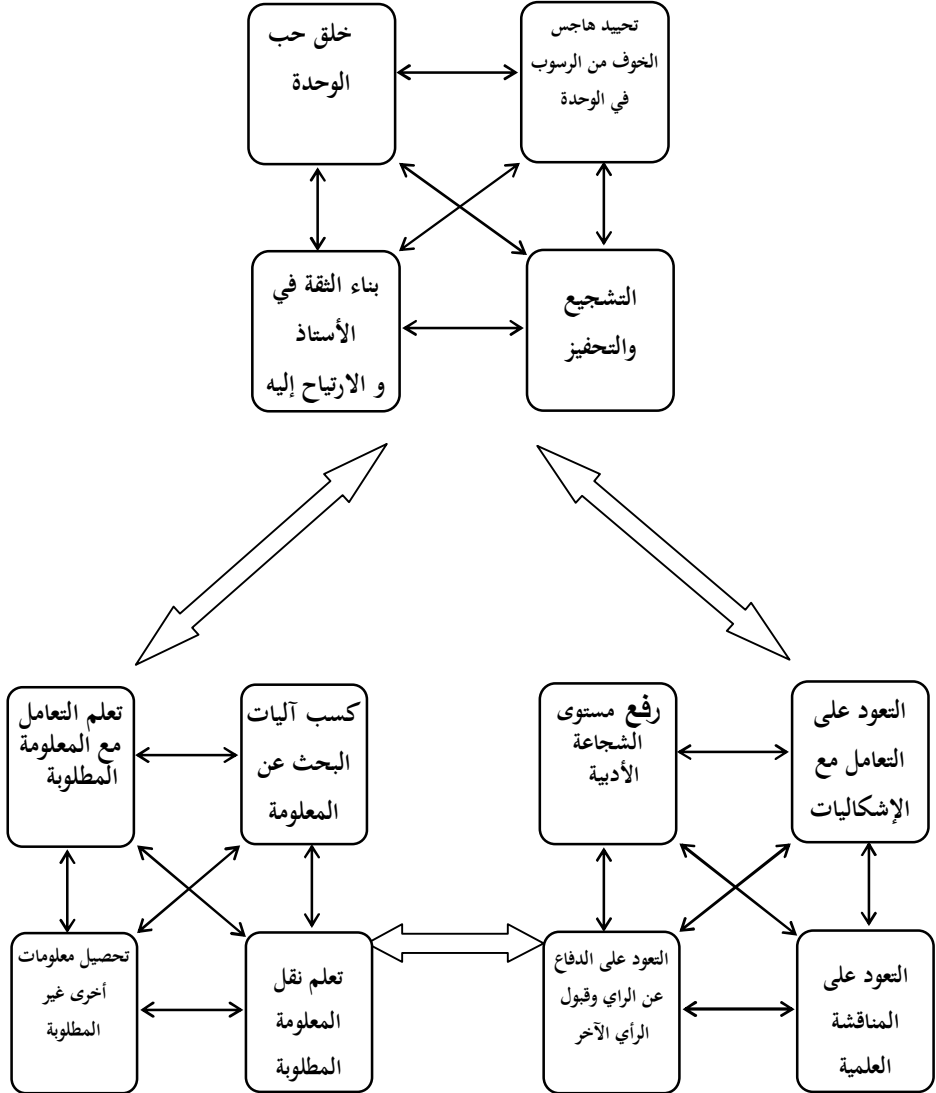 تحييد هاجس
الخوف من الرسوب
في الوحدة
خلق حب
الوحدة
التشجيع
والتحفيز
بناء الثقة في
الأستاذ
و الارتياح إليه
التعود على
التعامل مع
الإشكاليات
رفع مستوى
الشجاعة
الأدبية
التعود على
المناقشة
العلمية
التعود على الدفاع
عن الراي وقبول
الرأي الآخر
كسب آليات
البحث عن
المعلومة
تعلم التعامل
مع المعلومة
المطلوبة
تعلم نقل
المعلومة
المطلوبة
تحصيل معلومات
أخرى غير
المطلوبة